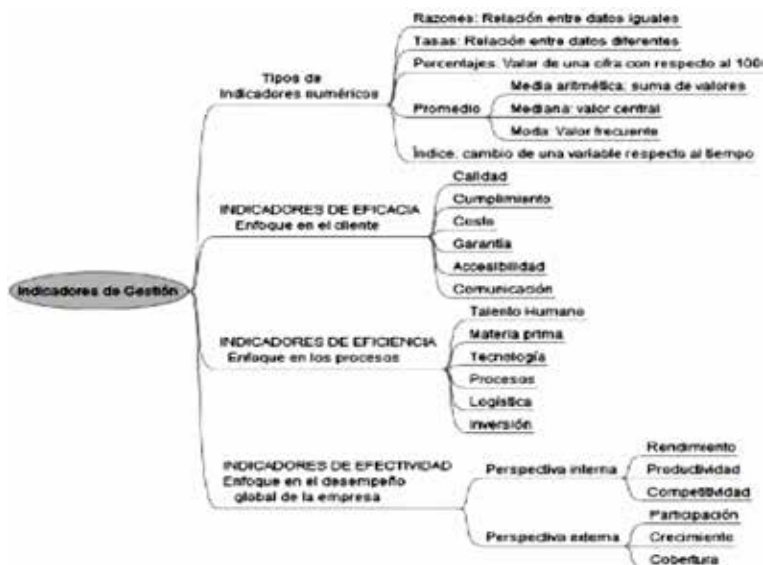 Indicadores de Gestión
Tipos de
Indicadores numéricos
Razones: Relación entre datos iguales
Tasas: Relación entre datos diferentes
Porcentajes: Valor de una cifra con respecto al 100
Promedio
Media aritmética: suma de valores
Mediana: valor central
Moda: Valor frecuente
Índice: cambio de una variable respecto al tiempo
INDICADORES DE EFICACIA
Enfoque en el cliente
Calidad
Cumplimiento
Costo
Garantía
Accesibilidad
Comunicación
INDICADORES DE EFICIENCIA
Enfoque en los procesos
Talento Humano
Materia prima
Tecnología
Procesos
Logística
Inversión
INDICADORES DE EFECTIVIDAD
Enfoque en el desempeño
global de la empresa
Perspectiva interna
Rendimiento
Productividad
Competitividad
Perspectiva externa
Participación
Crecimiento
Cobertura